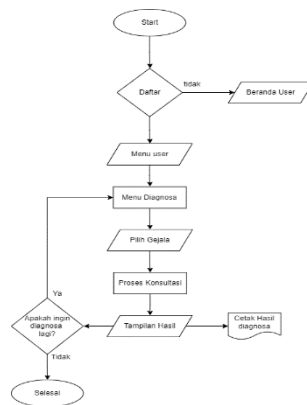 Start
Daftar
tidak
Beranda User
Menu user
Menu Diagnosa
Pilih Gejala
Proses Konsultasi
Ya
Apakah ingin
diagnosa
lagi?
Tampilan Hasil
Cetak Hasil
diagnosa
Tidak
Selesai